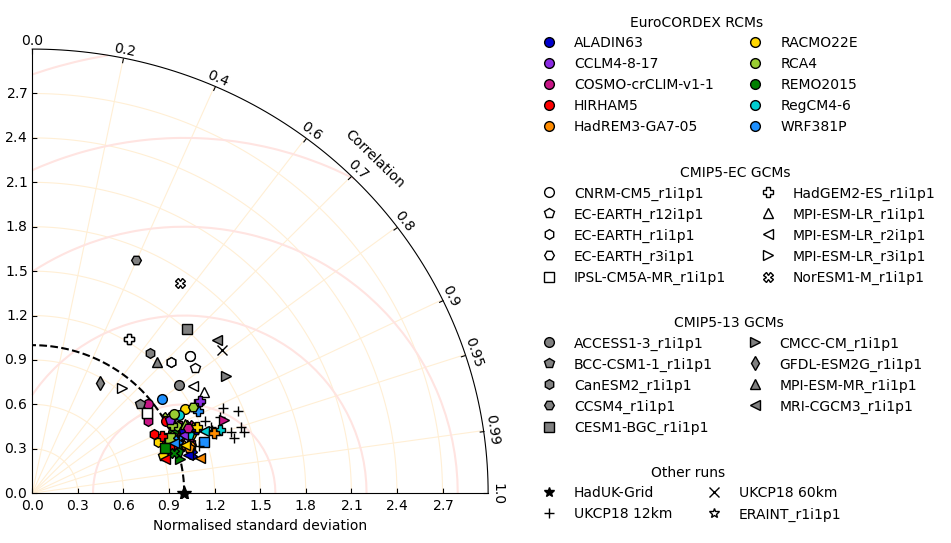 0.0
0.2
0.4
0.6
Correlation
0.7
0.8
0.9
0.95
0.99
1.0
2.7
2.4
2.1
1.8
1.5
1.2
0.9
0.6
0.3
0.0
0.0 0.3 0.6 0.9 1.2 1.5 1.8 2.1 2.4 2.7
Normalised standard deviation
EuroCORDEX RCMs
ALADIN63 RACMO22E
CCLM4-8-17 RCA4
COSMO-crCLIM-v1-1 REMO2015
HIRHAM5 RegCM4-6
HadREM3-GA7-05 WRF381P
CMIP5-EC GCMs
CNRM-CM5_r1i1p1 HadGEM2-ES_r1i1p1
EC-EARTH_r12i1p1 MPI-ESM-LR_r1i1p1
EC-EARTH_r1i1p1 MPI-ESM-LR_r2i1p1
EC-EARTH_r3i1p1 MPI-ESM-LR_r3i1p1
IPSL-CM5A-MR_r1i1p1 NorESM1-M_r1i1p1
CMIP5-13 GCMs
ACCESS1-3_r1i1p1 CMCC-CM_r1i1p1
BCC-CSM1-1_r1i1p1 GFDL-ESM2G_r1i1p1
CanESM2_r1i1p1 MPI-ESM-MR_r1i1p1
CCSM4_r1i1p1 MRI-CGCM3_r1i1p1
CESM1-BGC_r1i1p1
Other runs
HadUK-Grid UKCP18 60km
UKCP18 12km ERAINT_r1i1p1